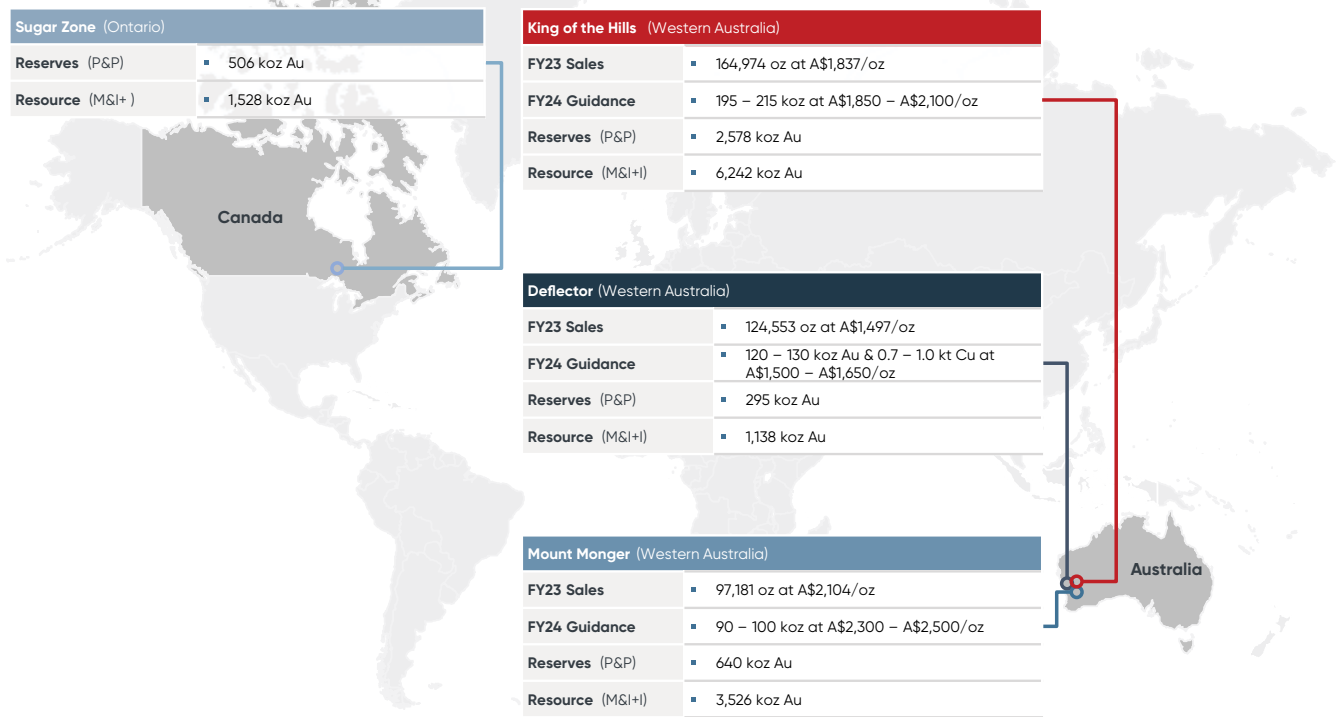 Sugar Zone (Ontario)
Reserves (P&P) ▪ 506 koz Au
Resource (M&I+ ) ▪ 1,528 koz Au
King of the Hills (Western Australia)
FY23 Sales ▪ 164,974 oz at A$1,837/oz
FY24 Guidance ▪ 195 – 215 koz at A$1,850 – A$2,100/oz
Reserves (P&P) ▪ 2,578 koz Au
Resource (M&I+I) ▪ 6,242 koz Au
Canada
Deflector (Western Australia)
FY23 Sales ▪ 124,553 oz at A$1,497/oz
FY24 Guidance ▪ 120 – 130 koz Au & 0.7 – 1.0 kt Cu at
A$1,500 – A$1,650/oz
Reserves (P&P) ▪ 295 koz Au
Resource (M&I+I) ▪ 1,138 koz Au
Mount Monger (Western Australia)
FY23 Sales ▪ 97,181 oz at A$2,104/oz
FY24 Guidance ▪ 90 – 100 koz at A$2,300 – A$2,500/oz
Reserves (P&P) ▪ 640 koz Au
Resource (M&I+I) ▪ 3,526 koz Au
Australia